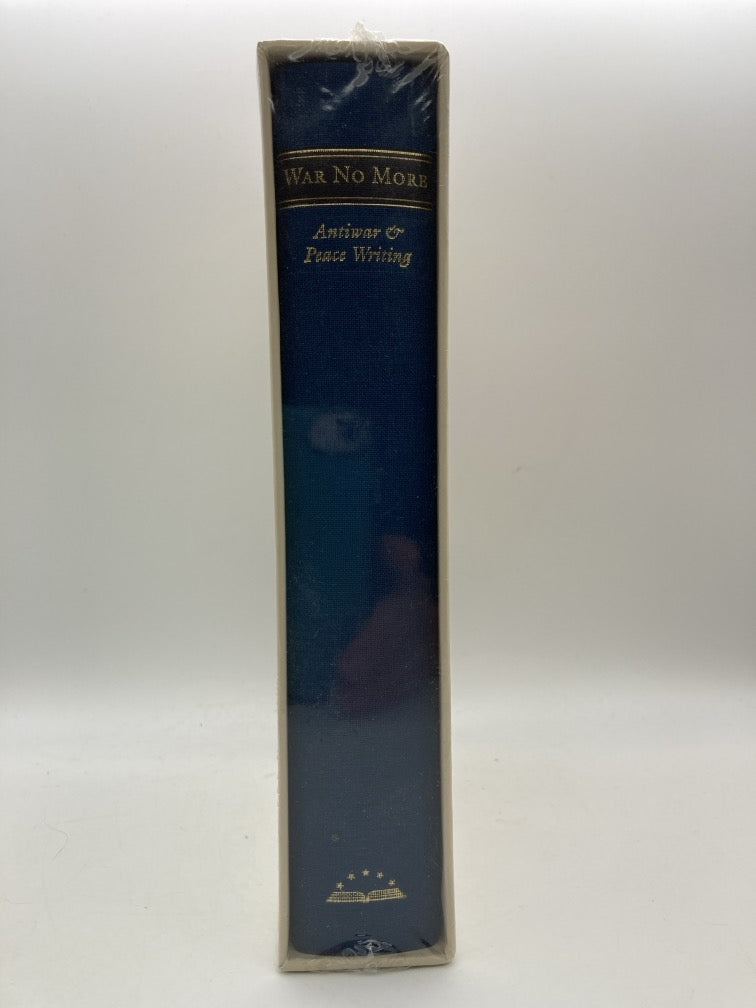 War No More
Antiwar &
Peace Writing